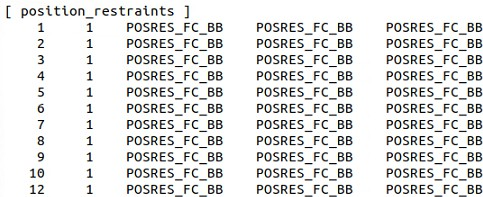 [ position_restraints ]
1 1 POSRES_FC_BB POSRES_FC_BB POSRES_FC_BB
2 1 POSRES_FC_BB POSRES_FC_BB POSRES_FC_BB
3 1 POSRES_FC_BB POSRES_FC_BB POSRES_FC_BB
4 1 POSRES_FC_BB POSRES_FC_BB POSRES_FC_BB
5 1 POSRES_FC_BB POSRES_FC_BB POSRES_FC_BB
6 1 POSRES_FC_BB POSRES_FC_BB POSRES_FC_BB
7 1 POSRES_FC_BB POSRES_FC_BB POSRES_FC_BB
8 1 POSRES_FC_BB POSRES_FC_BB POSRES_FC_BB
9 1 POSRES_FC_BB POSRES_FC_BB POSRES_FC_BB
10 1 POSRES_FC_BB POSRES_FC_BB POSRES_FC_BB
12 1 POSRES_FC_BB POSRES_FC_BB POSRES_FC_BB